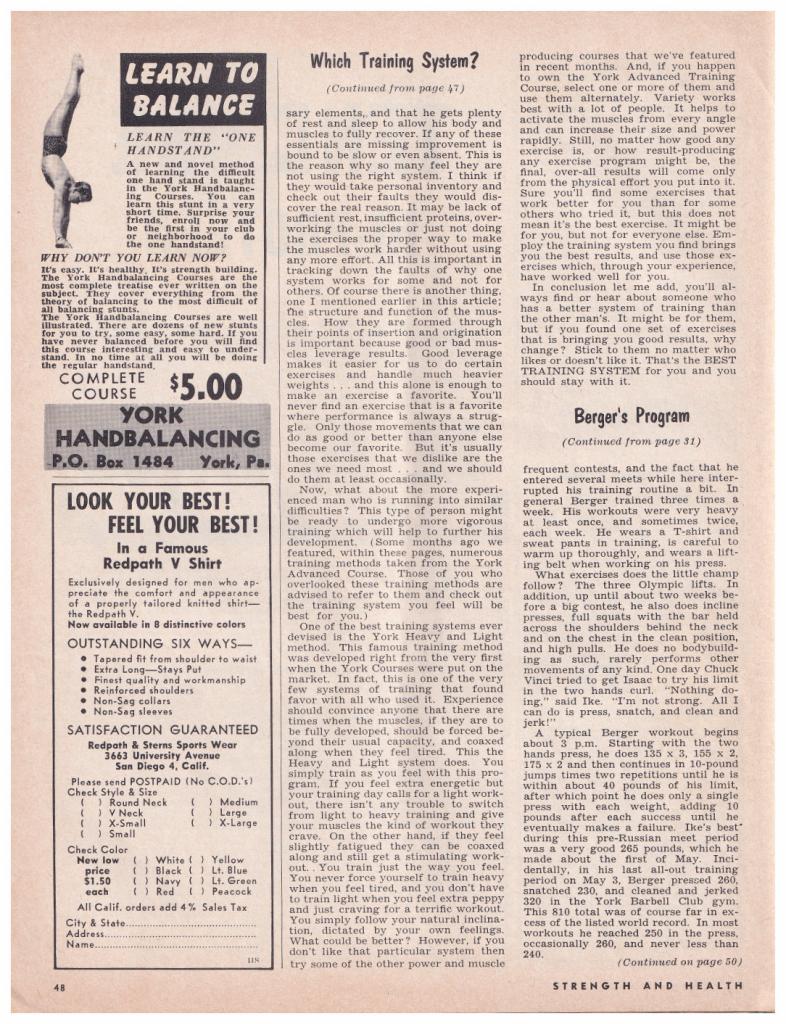 LEARN TO
BALANCE
LEARN THE "ONE
HANDSTAND"
A new and novel method
of learning the difficult
one hand stand is taught
in the York Handbalanc-
ing Courses. You can
learn this stunt in a very
short time. Surprise your
friends, enroll now and
be the first in your club
or neighborhood to do
the one handstand!
WHY DON'T YOU LEARN NOW?
It's easy. It's healthy. It's strength building.
The York Handbalancing Courses are the
most complete treatise ever written on the
subject. They cover everything from the
theory of balancing to the most difficult of
all balancing stunts.
The York Handbalancing Courses are well
illustrated. There are dozens of new stunts
for you to try, some easy, some hard. If you
have never balanced before you will find
this course interesting and easy to under-
stand. In no time at all you will be doing
the regular handstand.
COMPLETE
COURSE $5.00
YORK
HANDBALANCING
P.O. Box 1484 York, Pa.
LOOK YOUR BEST!
FEEL YOUR BEST!
In a Famous
Redpath V Shirt
Exclusively designed for men who ap-
preciate the comfort and appearance
of a properly tailored knitted shirt—
the Redpath V.
Now available in 8 distinctive colors
OUTSTANDING SIX WAYS—
● Tapered fit from shoulder to waist
● Extra Long—Stays Put
● Finest quality and workmanship
● Reinforced shoulders
● Non-Sag collars
● Non-Sag sleeves
SATISFACTION GUARANTEED
Redpath & Sterns Sports Wear
3663 University Avenue
San Diego 4, Calif.
Please send POSTPAID (No C.O.D.'s)
Check Style & Size
( ) Round Neck ( ) Medium
( ) V Neck ( ) Large
( ) X-Small ( ) X-Large
( ) Small
Check Color
New low ( ) White ( ) Yellow
price ( ) Black ( ) Lt. Blue
$1.50 ( ) Navy ( ) Lt. Green
each ( ) Red ( ) Peacock
All Calif. orders add 4% Sales Tax
City & State
Address
Name
118
Which Training System?
(Continued from page 47)
sary elements, and that he gets plenty
of rest and sleep to allow his body and
muscles to fully recover. If any of these
essentials are missing improvement is
bound to be slow or even absent. This is
the reason why so many feel they are
not using the right system. I think if
they would take personal inventory and
check out their faults they would dis-
cover the real reason. It may be lack of
sufficient rest, insufficient proteins, over-
working the muscles or just not doing
the exercises the proper way to make
the muscles work harder without using
any more effort. All this is important in
tracking down the faults of why one
system works for some and not for
others. Of course there is another thing,
one I mentioned earlier in this article;
the structure and function of the mus-
cles. How they are formed through
their points of insertion and origination
is important because good or bad mus-
cles leverage results. Good leverage
makes it easier for us to do certain
exercises and handle much heavier
weights . . . and this alone is enough to
make an exercise a favorite. You'll
never find an exercise that is a favorite
where performance is always a strug-
gle. Only those movements that we can
do as good or better than anyone else
become our favorite. But it's usually
those exercises that we dislike are the
ones we need most . . . and we should
do them at least occasionally.
Now, what about the more experi-
enced man who is running into similar
difficulties? This type of person might
be ready to undergo more vigorous
training which will help to further his
development. (Some months ago we
featured, within these pages, numerous
training methods taken from the York
Advanced Course. Those of you who
overlooked these training methods are
advised to refer to them and check out
the training system you feel will be
best for you.)
One of the best training systems ever
devised is the York Heavy and Light
method. This famous training method
was developed right from the very first
when the York Courses were put on the
market. In fact, this is one of the very
few systems of training that found
favor with all who used it. Experience
should convince anyone that there are
times when the muscles, if they are to
be fully developed, should be forced be-
yond their usual capacity, and coaxed
along when they feel tired. This the
Heavy and Light system does. You
simply train as you feel with this pro-
gram. If you feel extra energetic but
your training day calls for a light work-
out, there isn't any trouble to switch
from light to heavy training and give
your muscles the kind of workout they
crave. On the other hand, if they feel
slightly fatigued they can be coaxed
along and still get a stimulating work-
out. You train just the way you feel.
You never force yourself to train heavy
when you feel tired, and you don't have
to train light when you feel extra peppy
and just craving for a terrific workout.
You simply follow your natural inclina-
tion, dictated by your own feelings.
What could be better? However, if you
don't like that particular system then
try some of the other power and muscle
producing courses that we've featured
in recent months. And, if you happen
to own the York Advanced Training
Course, select one or more of them and
use them alternately. Variety works
best with a lot of people. It helps to
activate the muscles from every angle
and can increase their size and power
rapidly. Still, no matter how good any
exercise is, or how result-producing
any exercise program might be, the
final, over-all results will come only
from the physical effort you put into it.
Sure you'll find some exercises that
work better for you than for some
others who tried it, but this does not
mean it's the best exercise. It might be
for you, but not for everyone else. Em-
ploy the training system you find brings
you the best results, and use those ex-
ercises which, through your experience,
have worked well for you.
In conclusion let me add, you'll al-
ways find or hear about someone who
has a better system of training than
the other man's. It might be for them,
but if you found one set of exercises
that is bringing you good results, why
change? Stick to them no matter who
likes or doesn't like it. That's the BEST
TRAINING SYSTEM for you and you
should stay with it.
Berger's Program
(Continued from page 31)
frequent contests, and the fact that he
entered several meets while here inter-
rupted his training routine a bit. In
general Berger trained three times a
week. His workouts were very heavy
at least once, and sometimes twice,
each week. He wears a T-shirt and
sweat pants in training, is careful to
warm up thoroughly, and wears a lift-
ing belt when working on his press.
What exercises does the little champ
follow? The three Olympic lifts. In
addition, up until about two weeks be-
fore a big contest, he also does incline
presses, full squats with the bar held
across the shoulders behind the neck
and on the chest in the clean position,
and high pulls. He does no bodybuild-
ing as such, rarely performs other
movements of any kind. One day Chuck
Vinci tried to get Isaac to try his limit
in the two hands curl. "Nothing do-
ing," said Ike. "I'm not strong. All I
can do is press, snatch, and clean and
jerk!"
A typical Berger workout begins
about 3 p.m. Starting with the two
hands press, he does 135 x 3, 155 x 2,
175 x 2 and then continues in 10-pound
jumps times two repetitions until he is
within about 40 pounds of his limit,
after which point he does only a single
press with each weight, adding 10
pounds after each success until he
eventually makes a failure. Ike's best
during this pre-Russian meet period
was a very good 265 pounds, which he
made about the first of May. Inci-
dentally, in his last all-out training
period on May 3, Berger pressed 260,
snatched 230, and cleaned and jerked
320 in the York Barbell Club gym.
This 810 total was of course far in ex-
cess of the listed world record. In most
workouts he reached 250 in the press,
occasionally 260, and never less than
240.
(Continued on page 50)
48
STRENGTH AND HEALTH